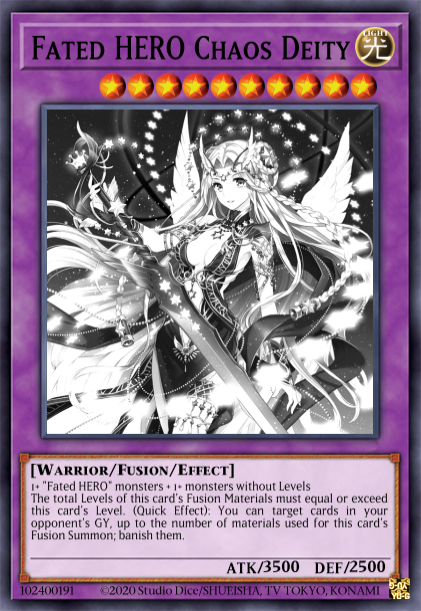 FATED HERO CHAOS DEITY
LIGHT
光
[WARRIOR/FUSION/EFFECT]
1+ "Fated HERO" monsters + 1+ monsters without Levels
The total Levels of this card's Fusion Materials must equal or exceed
this card's Level. (Quick Effect): You can target cards in your
opponent's GY, up to the number of materials used for this card's
Fusion Summon; banish them.
ATK/3500 DEF/2500
102400191 ©2020 Studio Dice/SHUEISHA, TV TOKYO, KONAMI